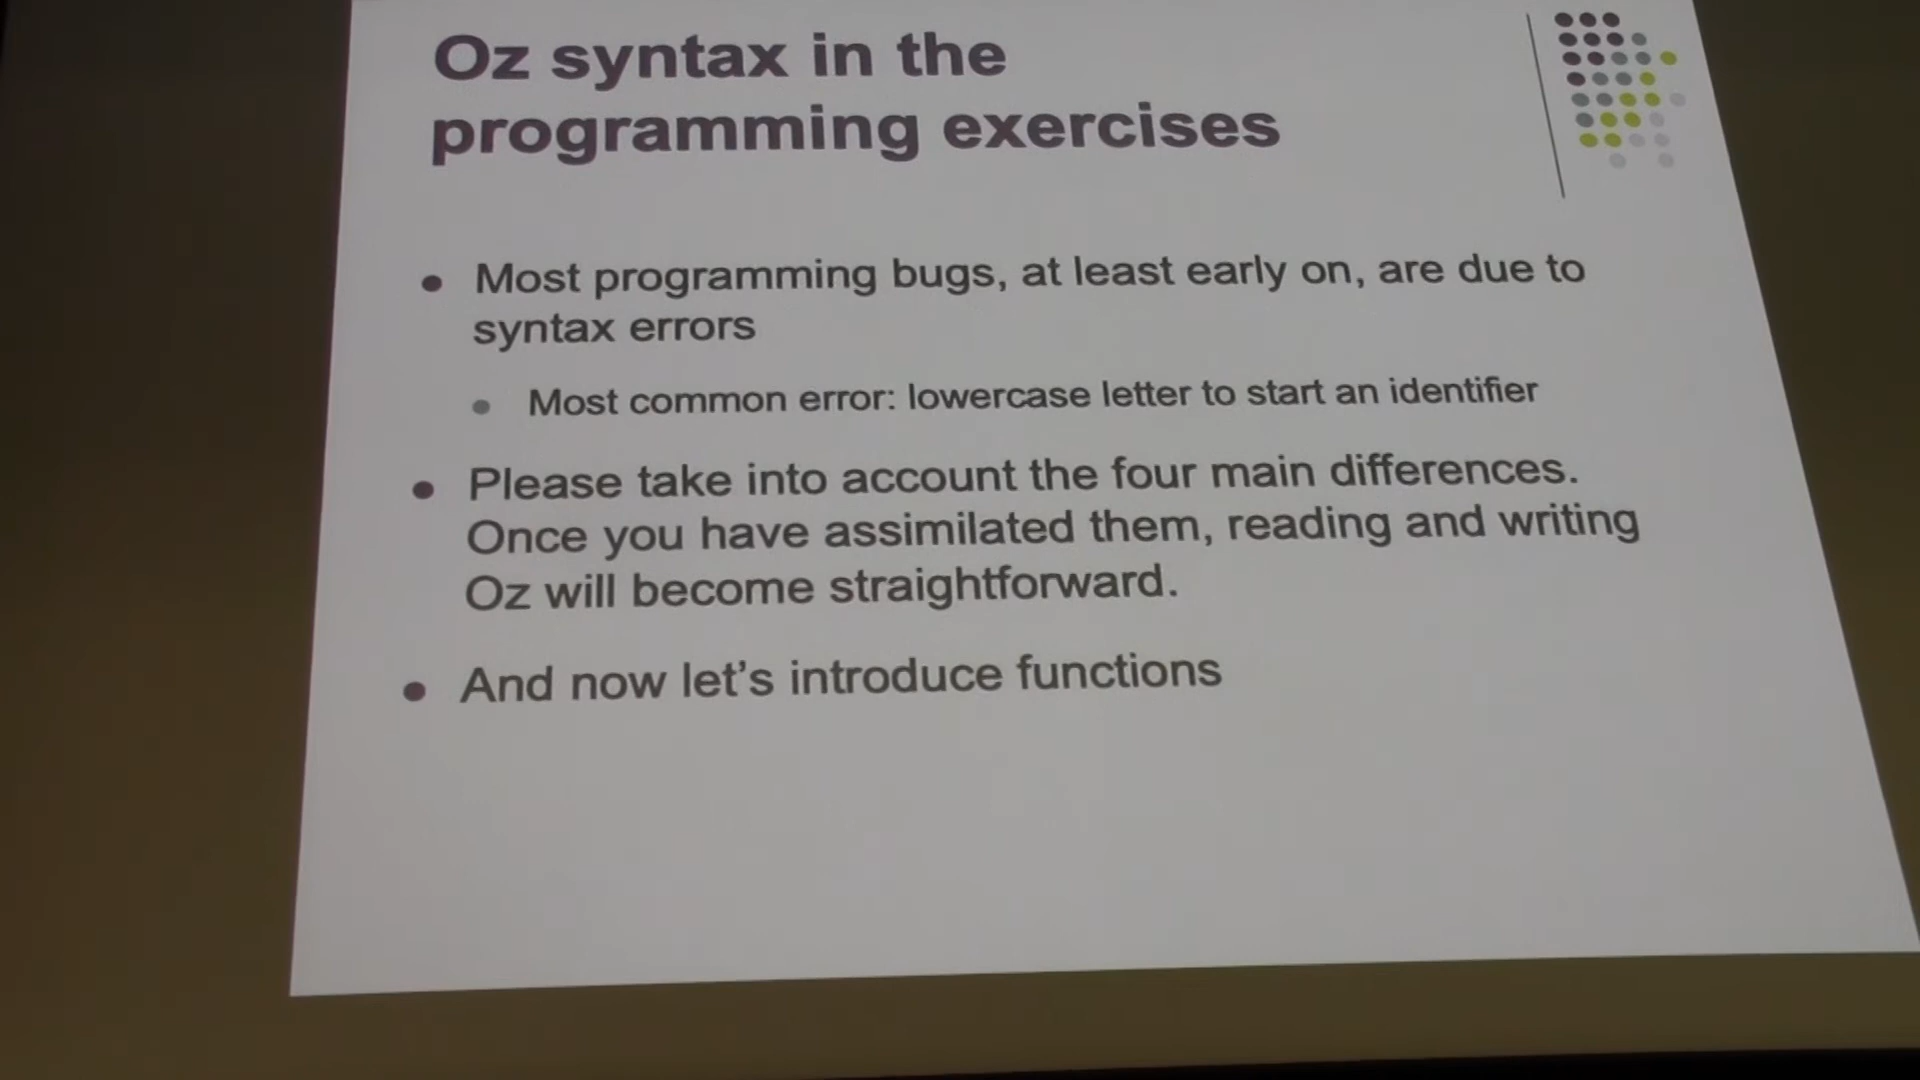 Oz syntax in the
programming exercises
Most programming bugs, at least early on, are due to
syntax errors
Most common error: lowercase letter to start an identifier
Please take into account the four main differences.
Once you have assimilated them, reading and writing
Oz will become straightforward.
And now let's introduce functions